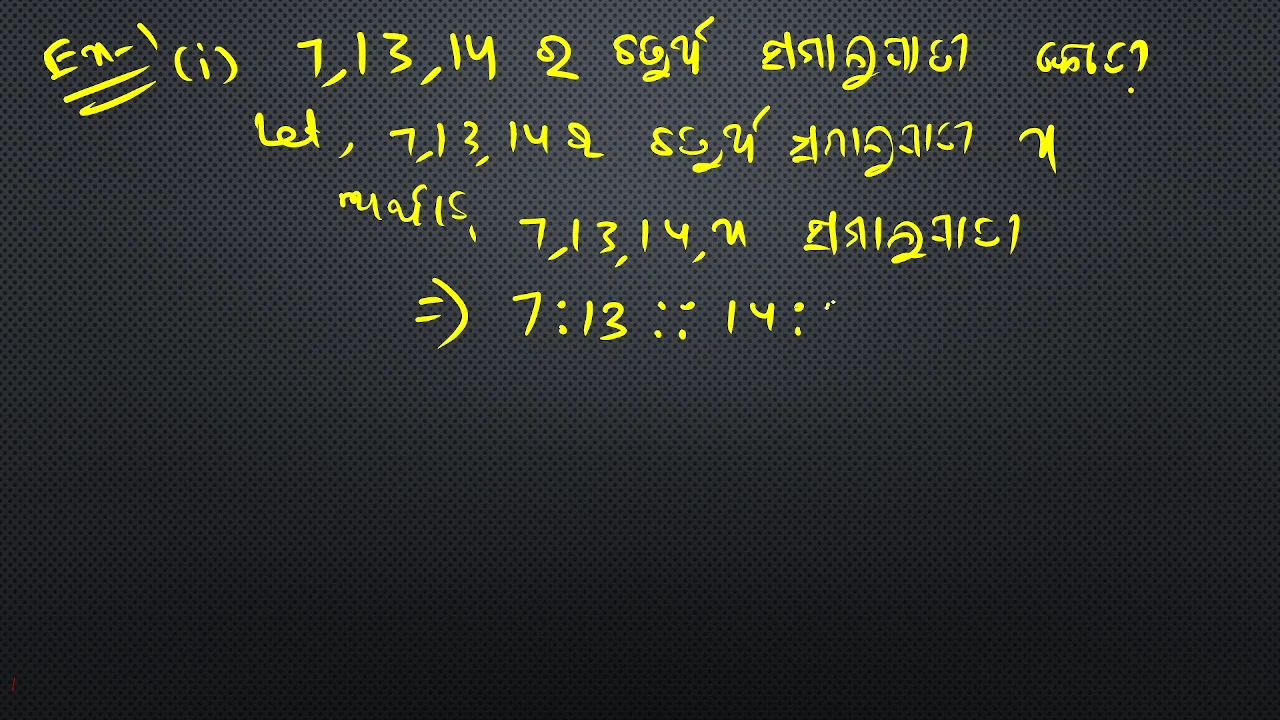 Ex-1 (i) 7,13,14 ର ଚତୁର୍ଥ ସମାନୁପାତୀ କେତେ?
Let, 7,13,14 ର ଚତୁର୍ଥ ସମାନୁପାତୀ x
ଅର୍ଥାତ୍, 7,13,14,x ସମାନୁପାତୀ
=> 7:13 :: 14: